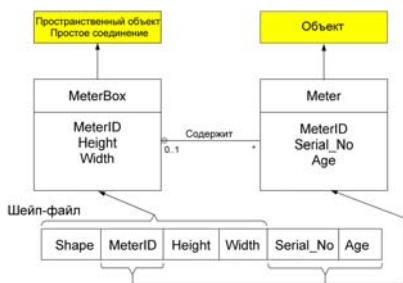 Пространственный объект
Простое соединение
Объект
MeterBox
Meter
MeterID
Height
Width
Содержит
0..1
*
MeterID
Serial_No
Age
Шейп-файл
Shape
MeterID
Height
Width
Serial_No
Age